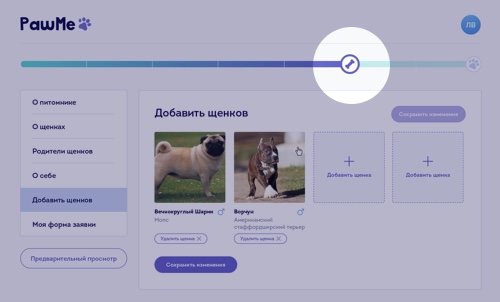 PawMe
ЛВ
О питомнике
О щенках
Родители щенков
О себе
Добавить щенков
Моя форма заявки
Предварительный просмотр
Добавить щенков
Сохранить изменения
Вечнокруглый Шарик
Мопс
Удалить щенка
Ворчун
Американский
стаффордширский терьер
Удалить щенка
Добавить щенка
Добавить щенка
Сохранить изменения